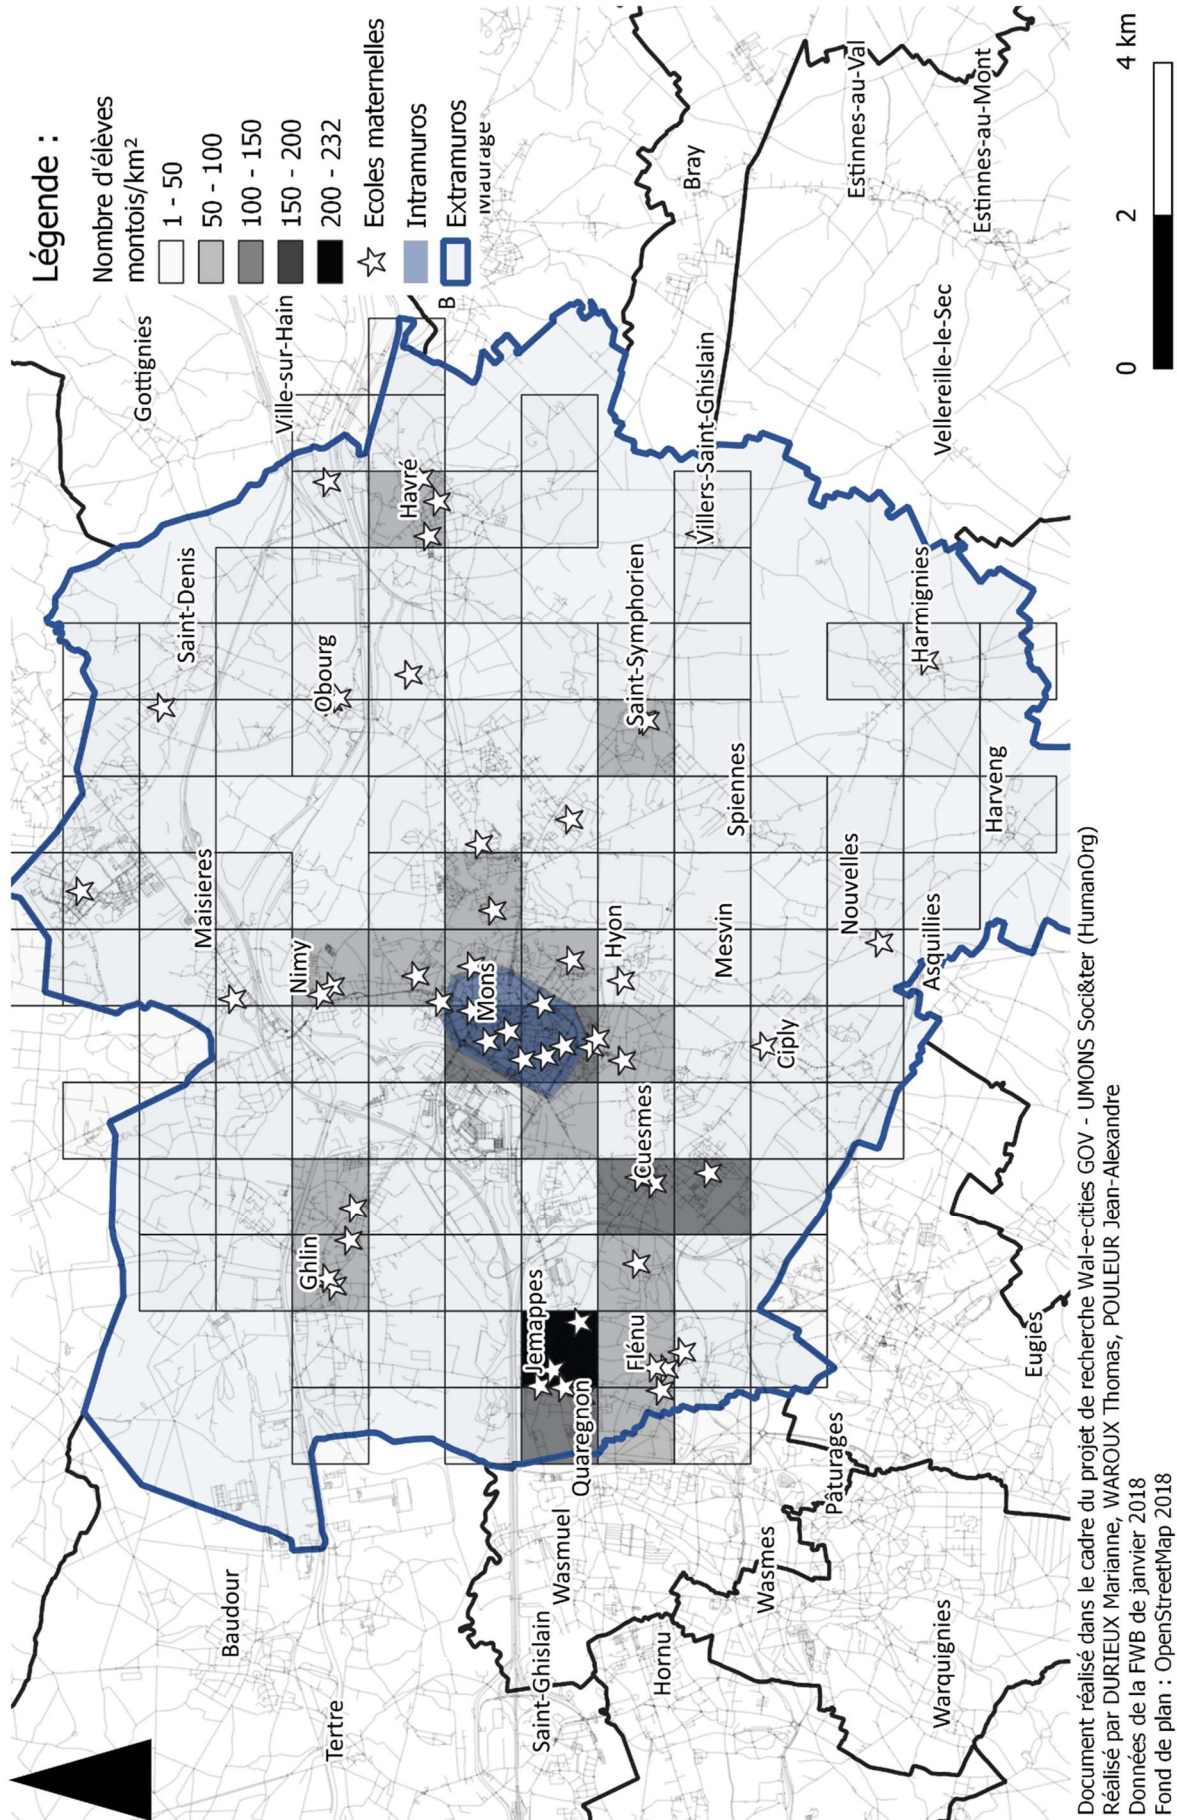 Légende :
Nombre d'élèves
montois/km²
1 - 50
50 - 100
100 - 150
150 - 200
200 - 232
Ecoles maternelles
Intramuros
Extramuros
Maurage
B
Gottignies
Ville-sur-Hain
Saint-Denis
Obourg
Havré
Maisieres
Nimy
Ghlin
Baudour
Tertre
Mons
Bray
Saint-Symphorien
Villers-Saint-Ghislain
Hyon
Spiennes
Mesvin
Cuesmes
Jemappes
Flénu
Quaregnon
Wasmuel
Saint-Ghislain
Hornu
Wasmes
Pâturages
Warquignies
Eugies
Ciply
Nouvelles
Asquillies
Harveng
Harmignies
Vellereille-le-Sec
Estinnes-au-Val
Estinnes-au-Mont
0 2 4 km
Document réalisé dans le cadre du projet de recherche Wal-e-cities GOV - UMONS Soci&ter (HumanOrg)
Réalisé par DURIEUX Marianne, WAROUX Thomas, POULEUR Jean-Alexandre
Données de la FWB de janvier 2018
Fond de plan : OpenStreetMap 2018